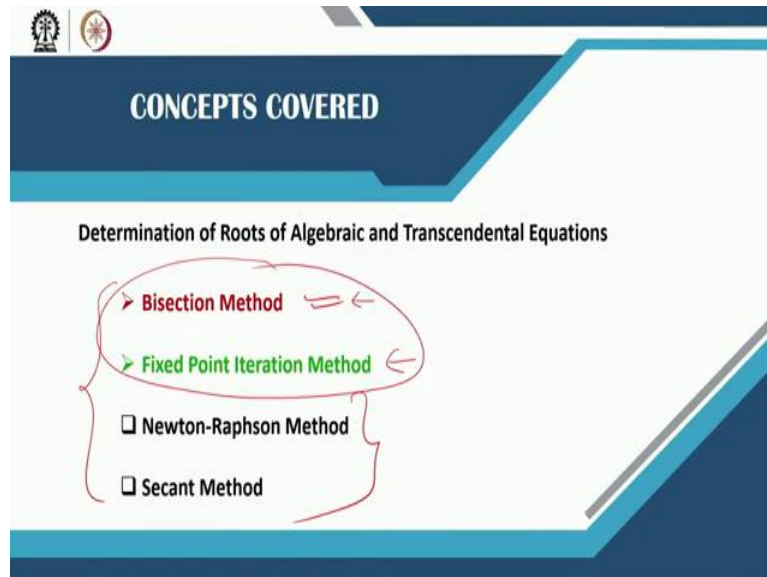 CONCEPTS COVERED
Determination of Roots of Algebraic and Transcendental Equations
Bisection Method
Fixed Point Iteration Method
Newton-Raphson Method
Secant Method